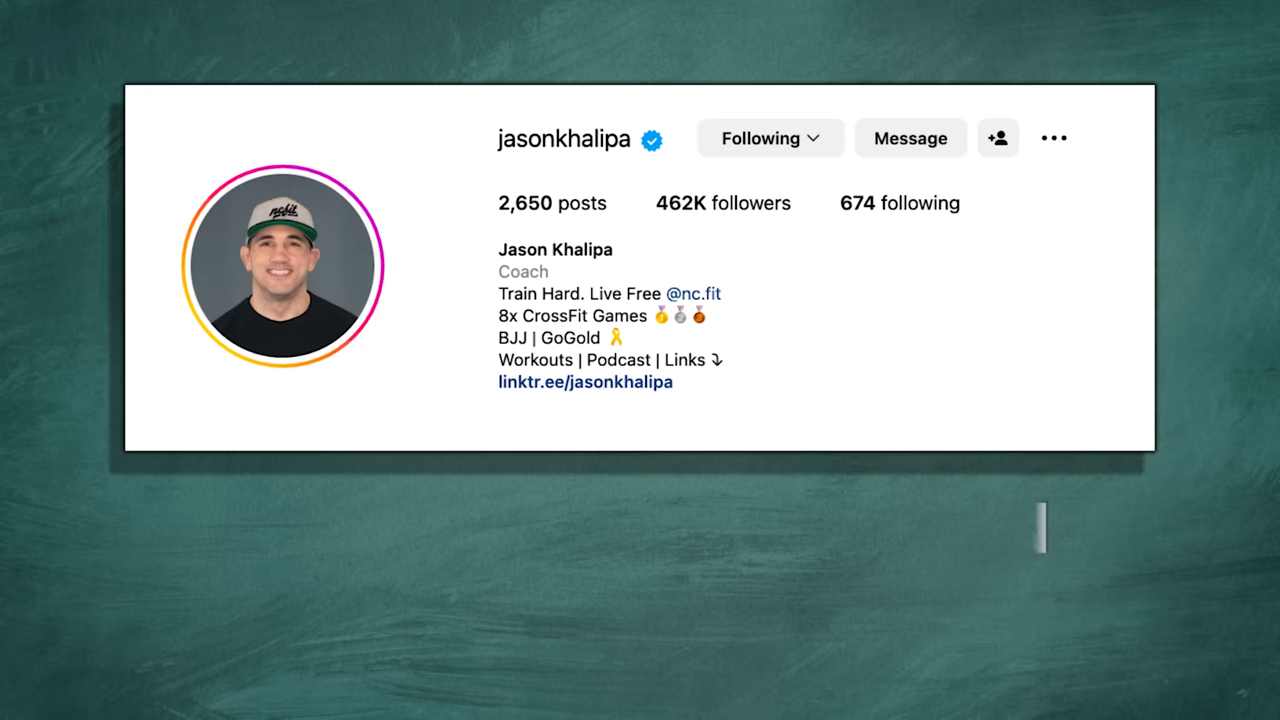 ncfit
jasonkhalipa
Following
Message
2,650 posts 462K followers 674 following
Jason Khalipa
Coach
Train Hard. Live Free @nc.fit
8x CrossFit Games 🥇🥈🥉
BJJ | GoGold 🎗️
Workouts | Podcast | Links ⤵
linktr.ee/jasonkhalipa